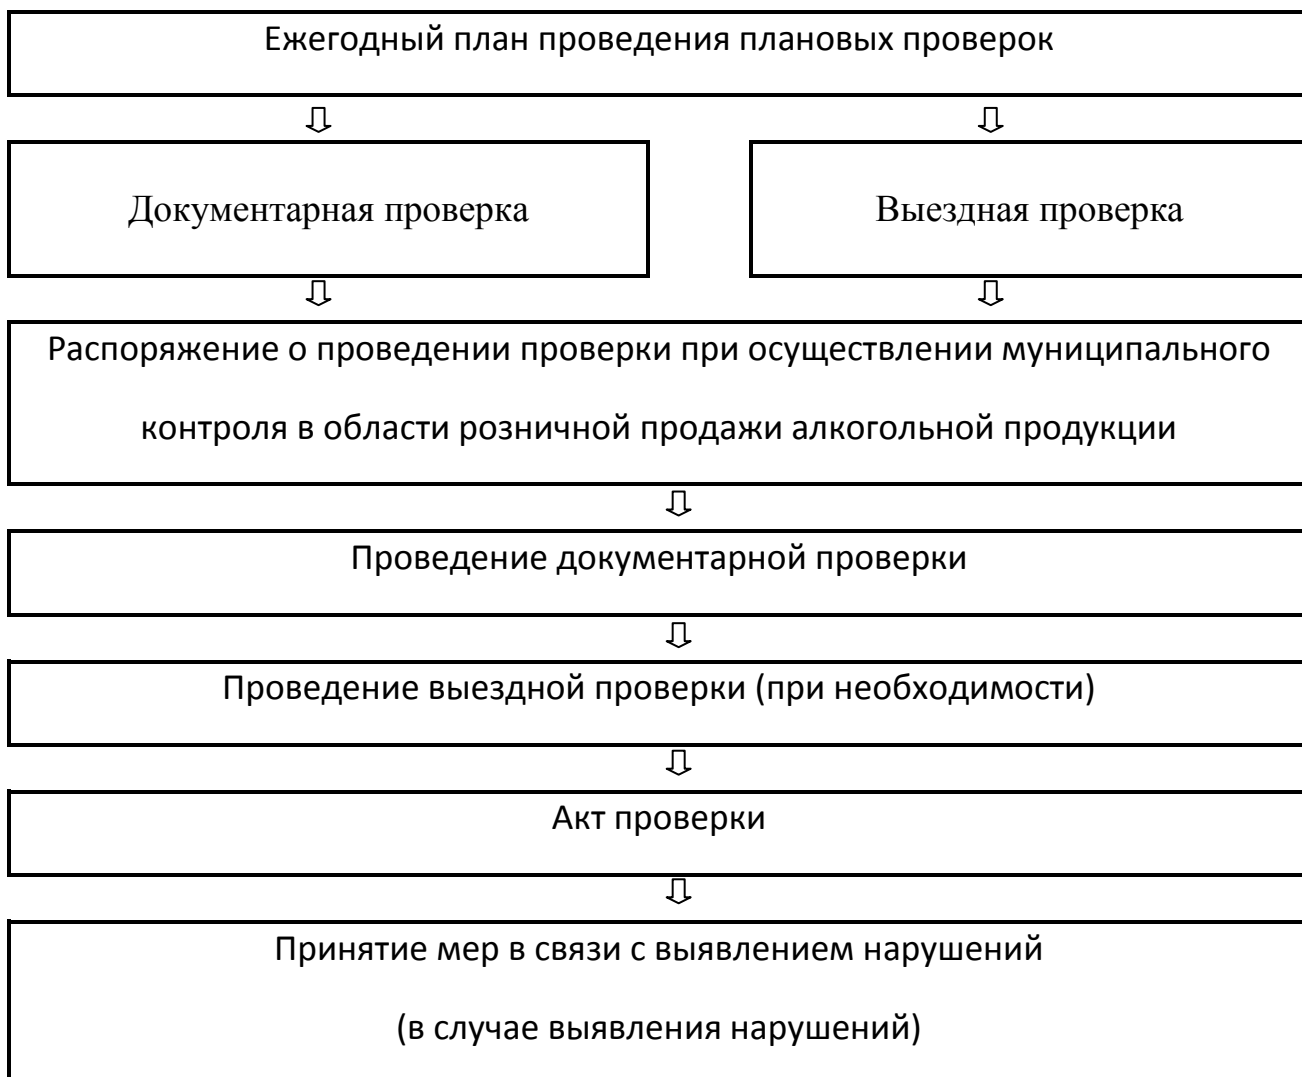 Ежегодный план проведения плановых проверок
Документарная проверка
Выездная проверка
Распоряжение о проведении проверки при осуществлении муниципального
контроля в области розничной продажи алкогольной продукции
Проведение документарной проверки
Проведение выездной проверки (при необходимости)
Акт проверки
Принятие мер в связи с выявлением нарушений
(в случае выявления нарушений)